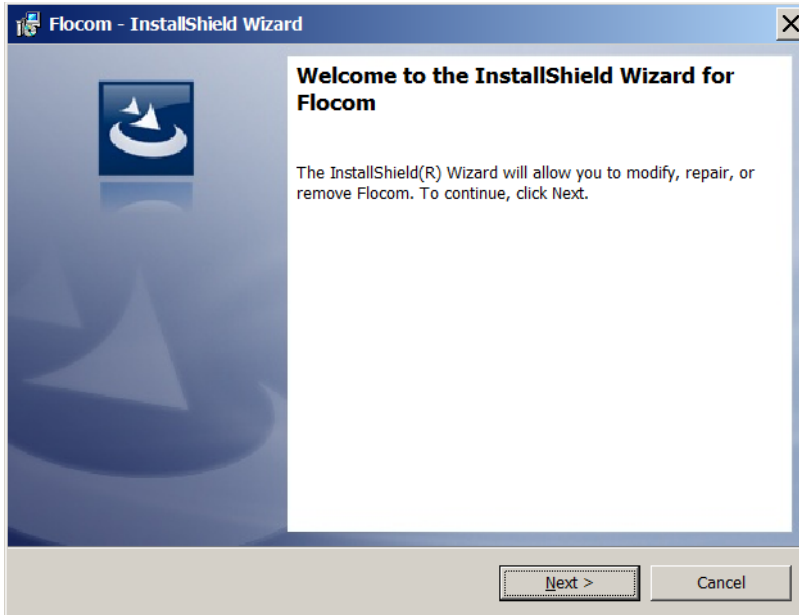 Flocom - InstallShield Wizard
Welcome to the InstallShield Wizard for
Flocom
The InstallShield(R) Wizard will allow you to modify, repair, or
remove Flocom. To continue, click Next.
Next >
Cancel